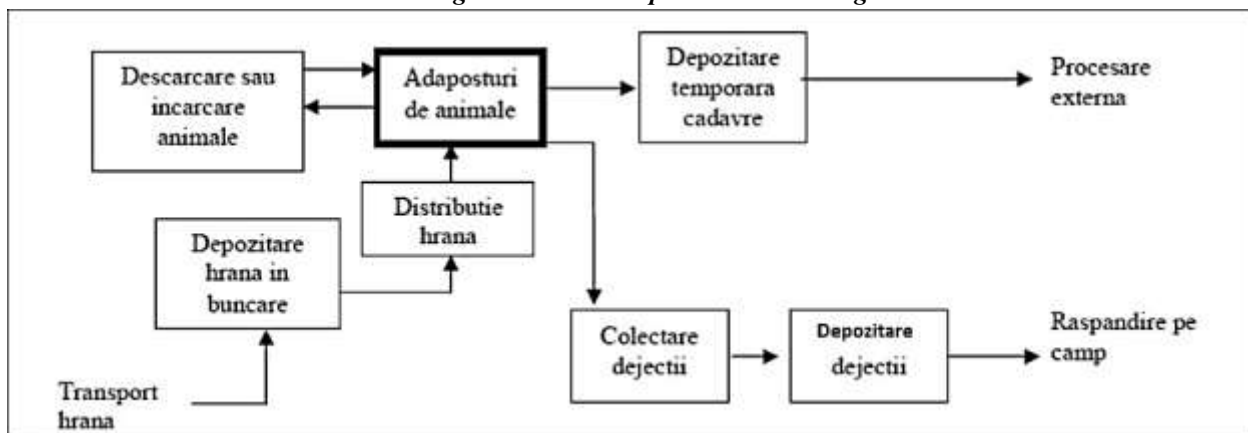 Descarcare sau
incarcare
animale
Adaposturi
de animale
Depozitare
temporara
cadavre
Procesare
externa
Distributie
hrana
Depozitare
hrana in
buncare
Transport
hrana
Colectare
dejectii
Depozitare
dejectii
Raspandire pe
camp